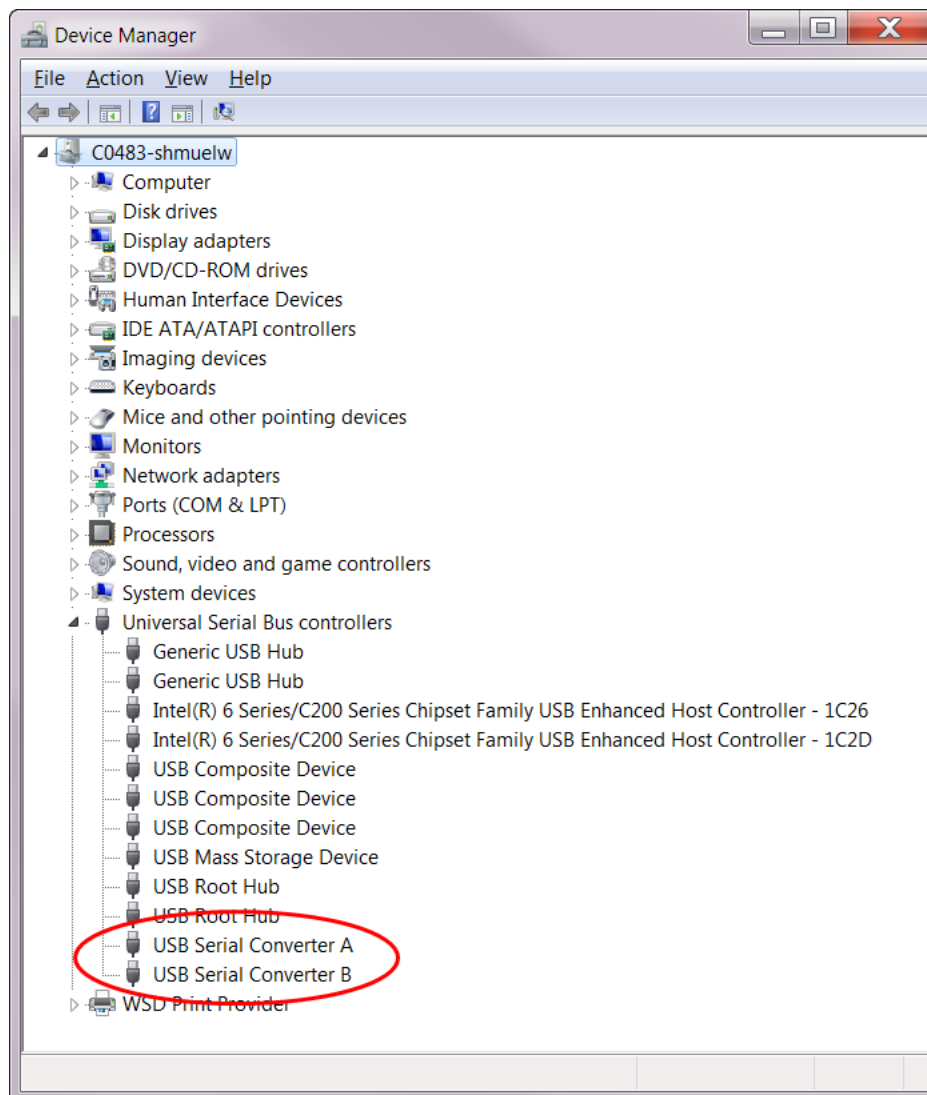 Device Manager
File Action View Help
C0483-shmuelw
Computer
Disk drives
Display adapters
DVD/CD-ROM drives
Human Interface Devices
IDE ATA/ATAPI controllers
Imaging devices
Keyboards
Mice and other pointing devices
Monitors
Network adapters
Ports (COM & LPT)
Processors
Sound, video and game controllers
System devices
Universal Serial Bus controllers
Generic USB Hub
Generic USB Hub
Intel(R) 6 Series/C200 Series Chipset Family USB Enhanced Host Controller - 1C26
Intel(R) 6 Series/C200 Series Chipset Family USB Enhanced Host Controller - 1C2D
USB Composite Device
USB Composite Device
USB Composite Device
USB Mass Storage Device
USB Root Hub
USB Root Hub
USB Serial Converter A
USB Serial Converter B
WSD Print Provider